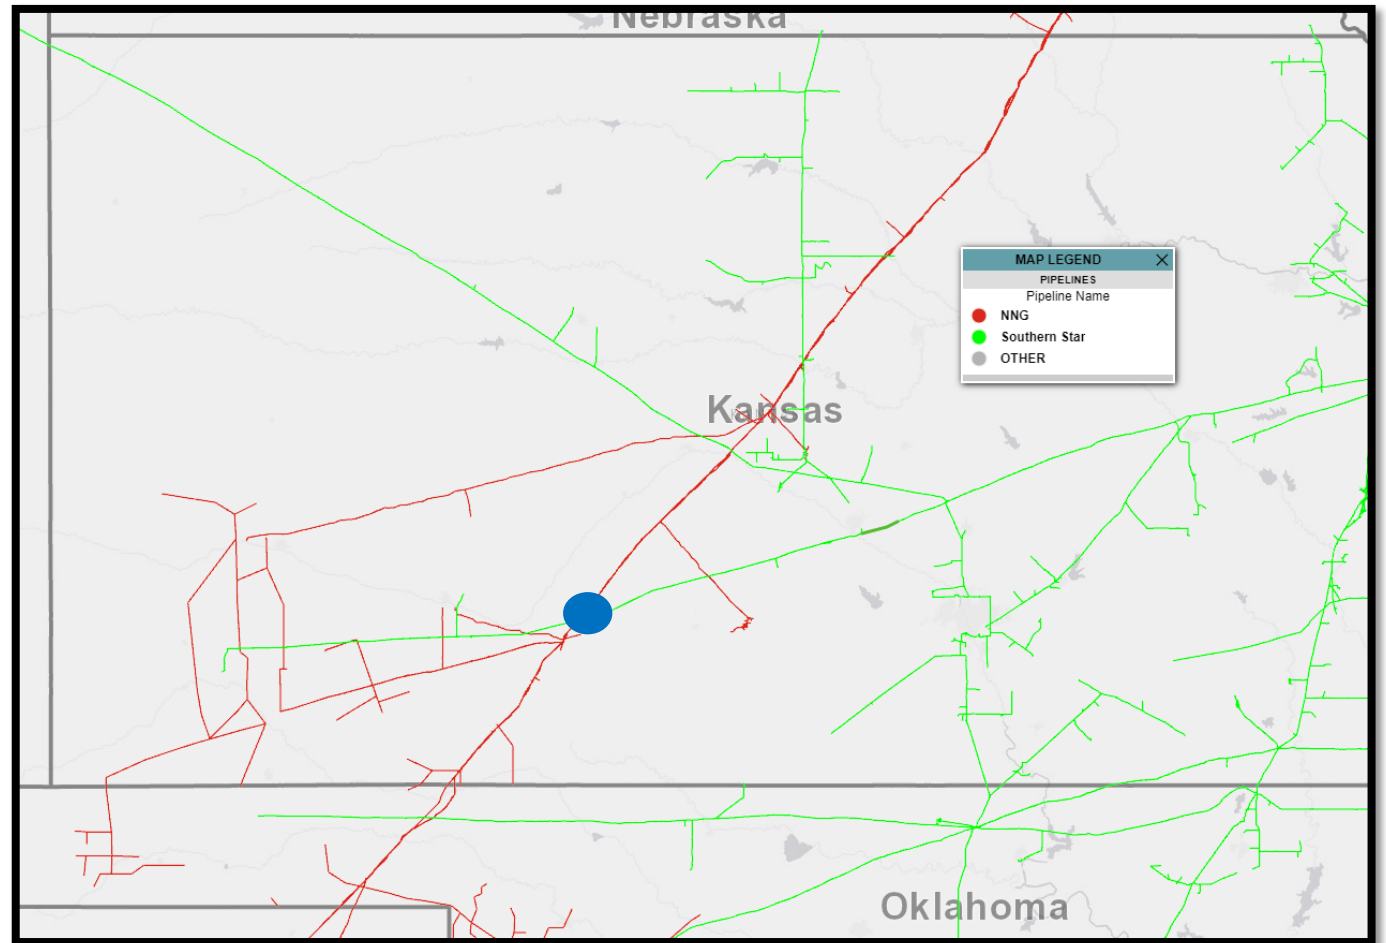 Nebraska
MAP LEGEND
PIPELINES
Pipeline Name
NNG
Southern Star
OTHER
Kansas
Oklahoma